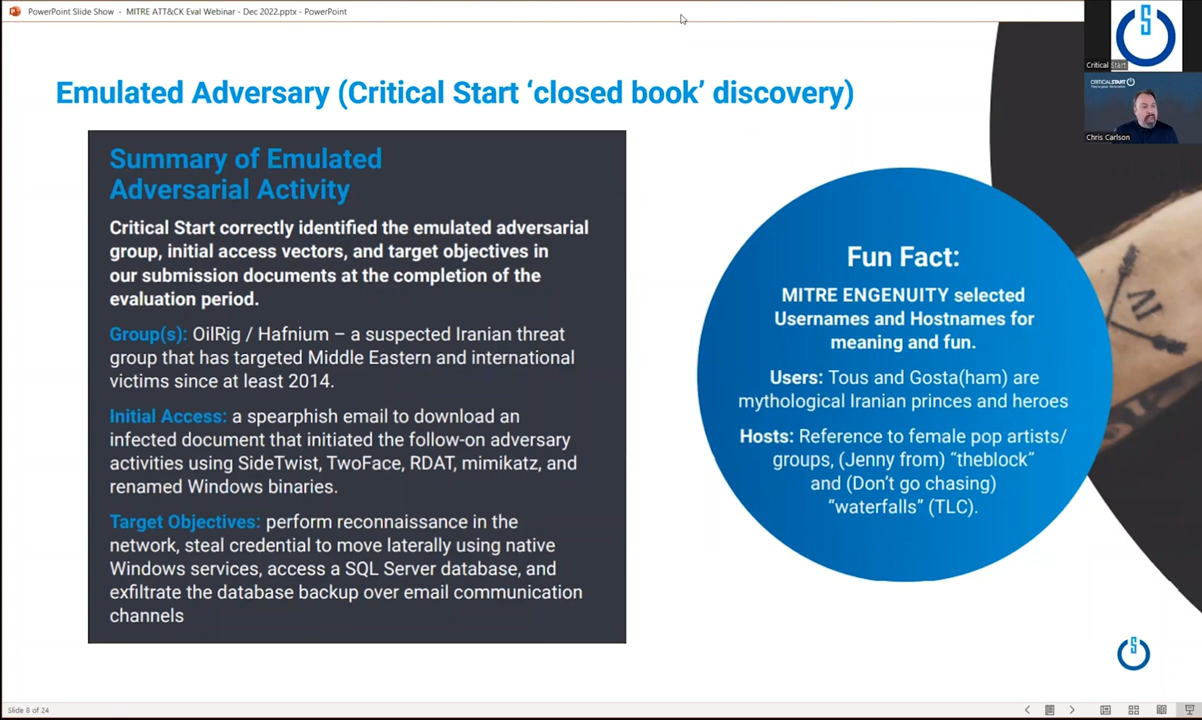 PowerPoint Slide Show - MITRE ATT&CK Eval Webinar - Dec 2022.pptx - PowerPoint
Critical Start
CRITICALSTART
Chris Carlson
Emulated Adversary (Critical Start ‘closed book’ discovery)
Summary of Emulated
Adversarial Activity
Critical Start correctly identified the emulated adversarial
group, initial access vectors, and target objectives in
our submission documents at the completion of the
evaluation period.
Group(s): OilRig / Hafnium – a suspected Iranian threat
group that has targeted Middle Eastern and international
victims since at least 2014.
Initial Access: a spearphish email to download an
infected document that initiated the follow-on adversary
activities using SideTwist, TwoFace, RDAT, mimikatz, and
renamed Windows binaries.
Target Objectives: perform reconnaissance in the
network, steal credential to move laterally using native
Windows services, access a SQL Server database, and
exfiltrate the database backup over email communication
channels
Fun Fact:
MITRE ENGENUITY selected
Usernames and Hostnames for
meaning and fun.
Users: Tous and Gosta(ham) are
mythological Iranian princes and heroes
Hosts: Reference to female pop artists/
groups, (Jenny from) “theblock”
and (Don’t go chasing)
“waterfalls” (TLC).
Slide 8 of 24